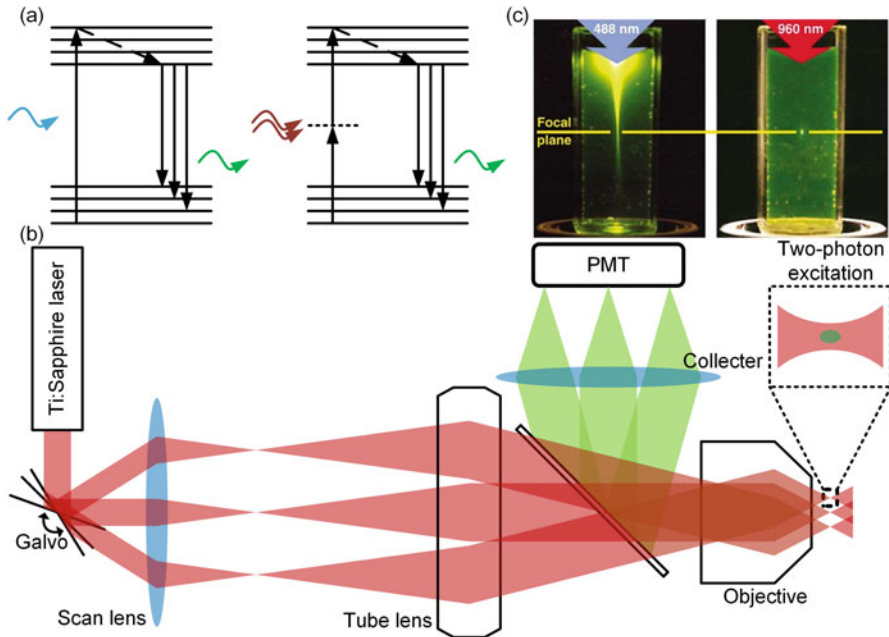 (a)
(c)
488 nm
960 nm
Focal
plane
(b)
Ti:Sapphire laser
PMT
Two-photon
excitation
Collecter
Galvo
Scan lens
Tube lens
Objective